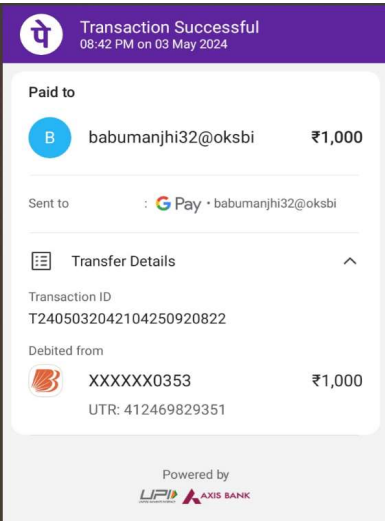 पे
Transaction Successful
08:42 PM on 03 May 2024
Paid to
B
babumanjhi32@oksbi ₹1,000
Sent to : G Pay • babumanjhi32@oksbi
Transfer Details
Transaction ID
T2405032042104250920822
Debited from
XXXXXX0353 ₹1,000
UTR: 412469829351
Powered by
UPI AXIS BANK